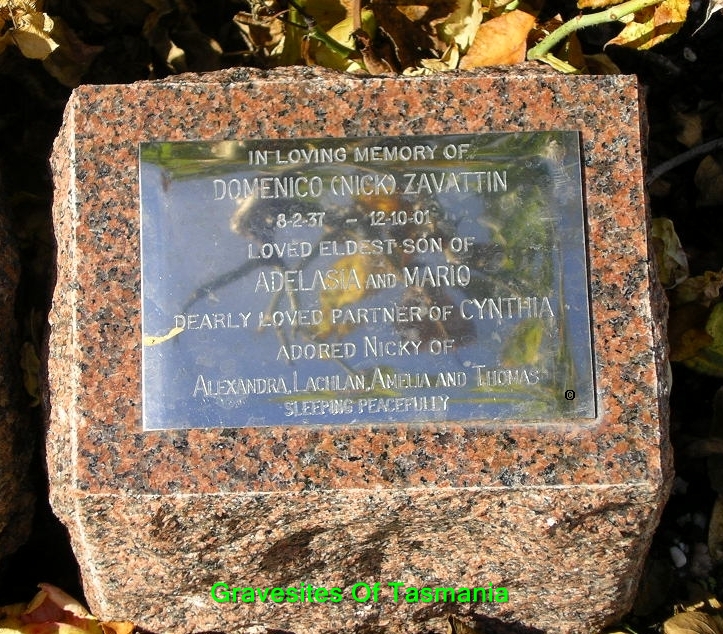 IN LOVING MEMORY OF
DOMENICO (NICK) ZAVATTIN
8-2-37 - 12-10-01
LOVED ELDEST SON OF
ADELASIA AND MARIO
DEARLY LOVED PARTNER OF CYNTHIA
ADORED NICKY OF
ALEXANDRA, LACHLAN, AMELIA AND THOMAS
SLEEPING PEACEFULLY
©
Gravesites Of Tasmania